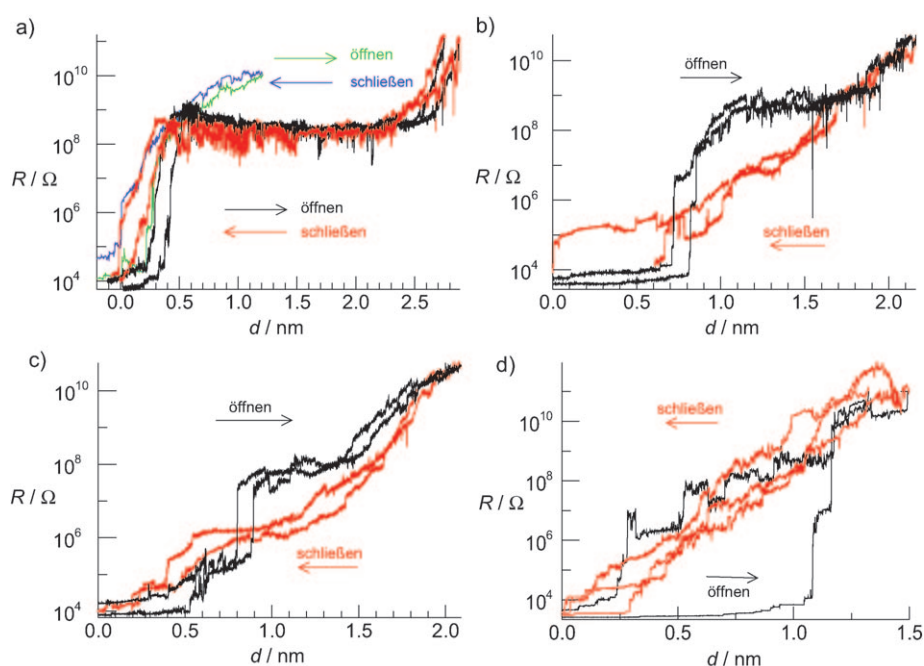 a)
öffnen
schließen
10^10
10^8
R / Ω
10^6
10^4
öffnen
schließen
0.0 0.5 1.0 1.5 2.0 2.5
d / nm
b)
öffnen
10^10
10^8
R / Ω
10^6
10^4
schließen
0.0 0.5 1.0 1.5 2.0
d / nm
c)
öffnen
10^10
10^8
R / Ω
10^6
10^4
schließen
0.0 0.5 1.0 1.5 2.0
d / nm
d)
schließen
10^10
10^8
R / Ω
10^6
10^4
öffnen
0.0 0.5 1.0 1.5
d / nm